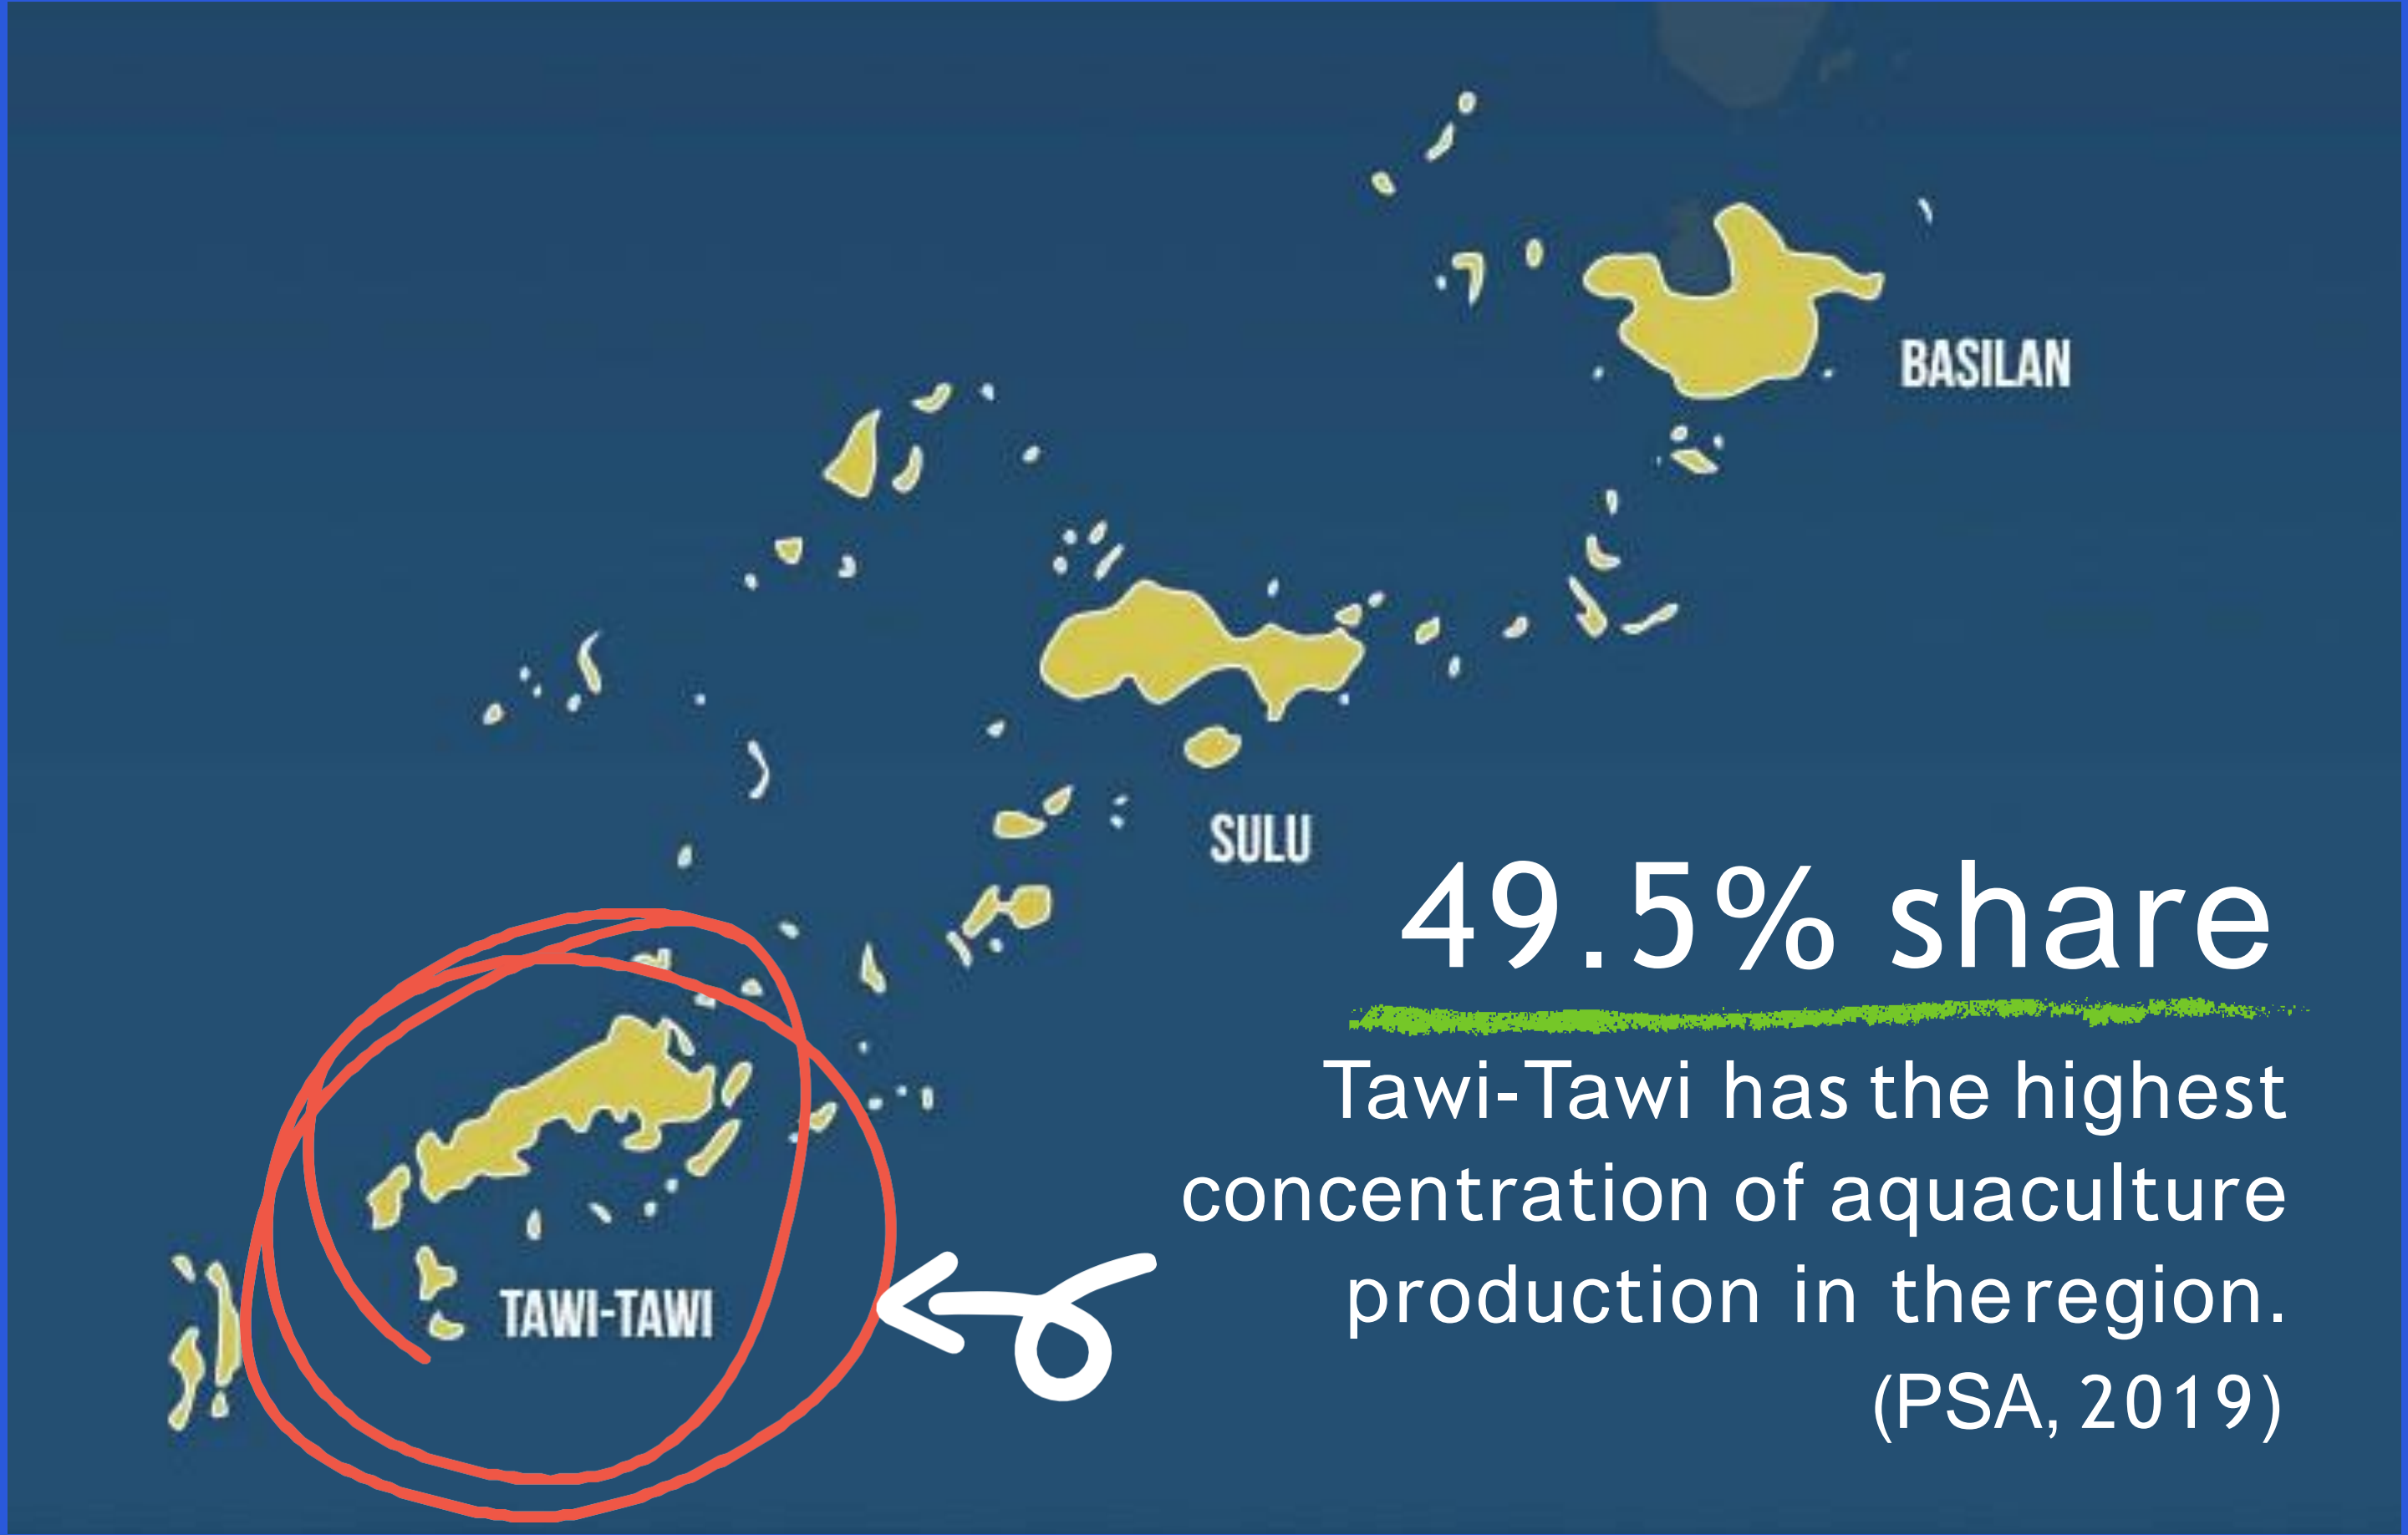 BASILAN
SULU
49.5% share
Tawi-Tawi has the highest
concentration of aquaculture
production in theregion.
(PSA, 2019)
TAWI-TAWI